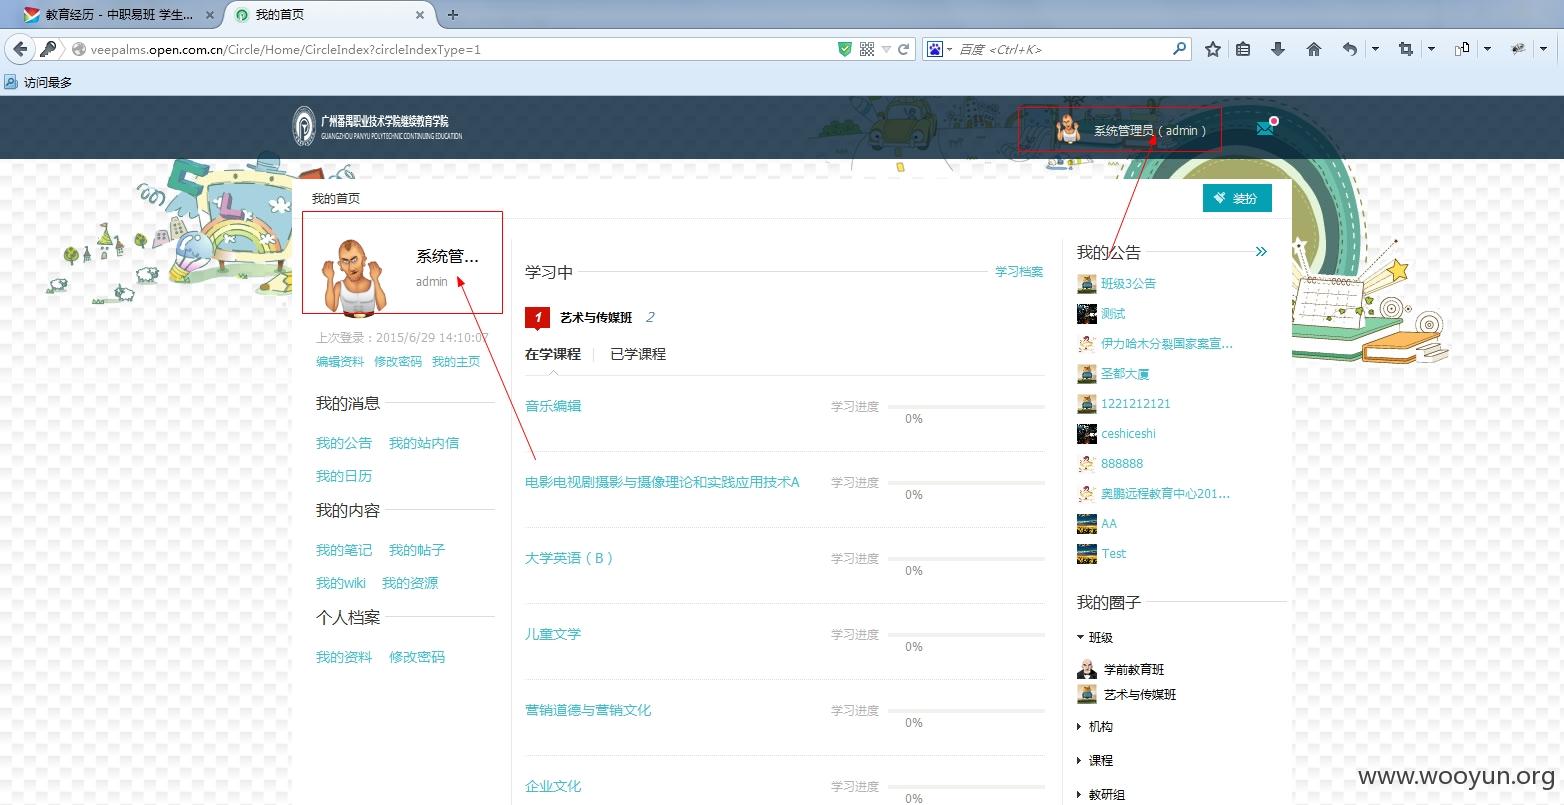 教育经历 - 中职易班 学生...
我的首页
veepalms.open.com.cn/Circle/Home/CircleIndex?circleIndexType=1
百度 <Ctrl+K>
访问最多
广州番禺职业技术学院继续教育学院
GUANGZHOU PANYU POLYTECHNIC CONTINUING EDUCATION
系统管理员 ( admin )
我的首页
装扮
系统管...
admin
上次登录：2015/6/29 14:10:07
编辑资料 修改密码 我的主页
我的消息
我的公告 我的站内信
我的日历
我的内容
我的笔记 我的帖子
我的wiki 我的资源
个人档案
我的资料 修改密码
学习中
学习档案
1 艺术与传媒班 2
在学课程 已学课程
音乐编辑 学习进度
0%
电影电视剧摄影与摄像理论和实践应用技术A 学习进度
0%
大学英语（B） 学习进度
0%
儿童文学 学习进度
0%
营销道德与营销文化 学习进度
0%
企业文化 学习进度
0%
我的公告
班级3公告
测试
伊力哈木分裂国家案宣...
圣都大厦
1221212121
ceshiceshi
888888
奥鹏远程教育中心201...
AA
Test
我的圈子
班级
学前教育班
艺术与传媒班
机构
课程
教研组
www.wooyun.org